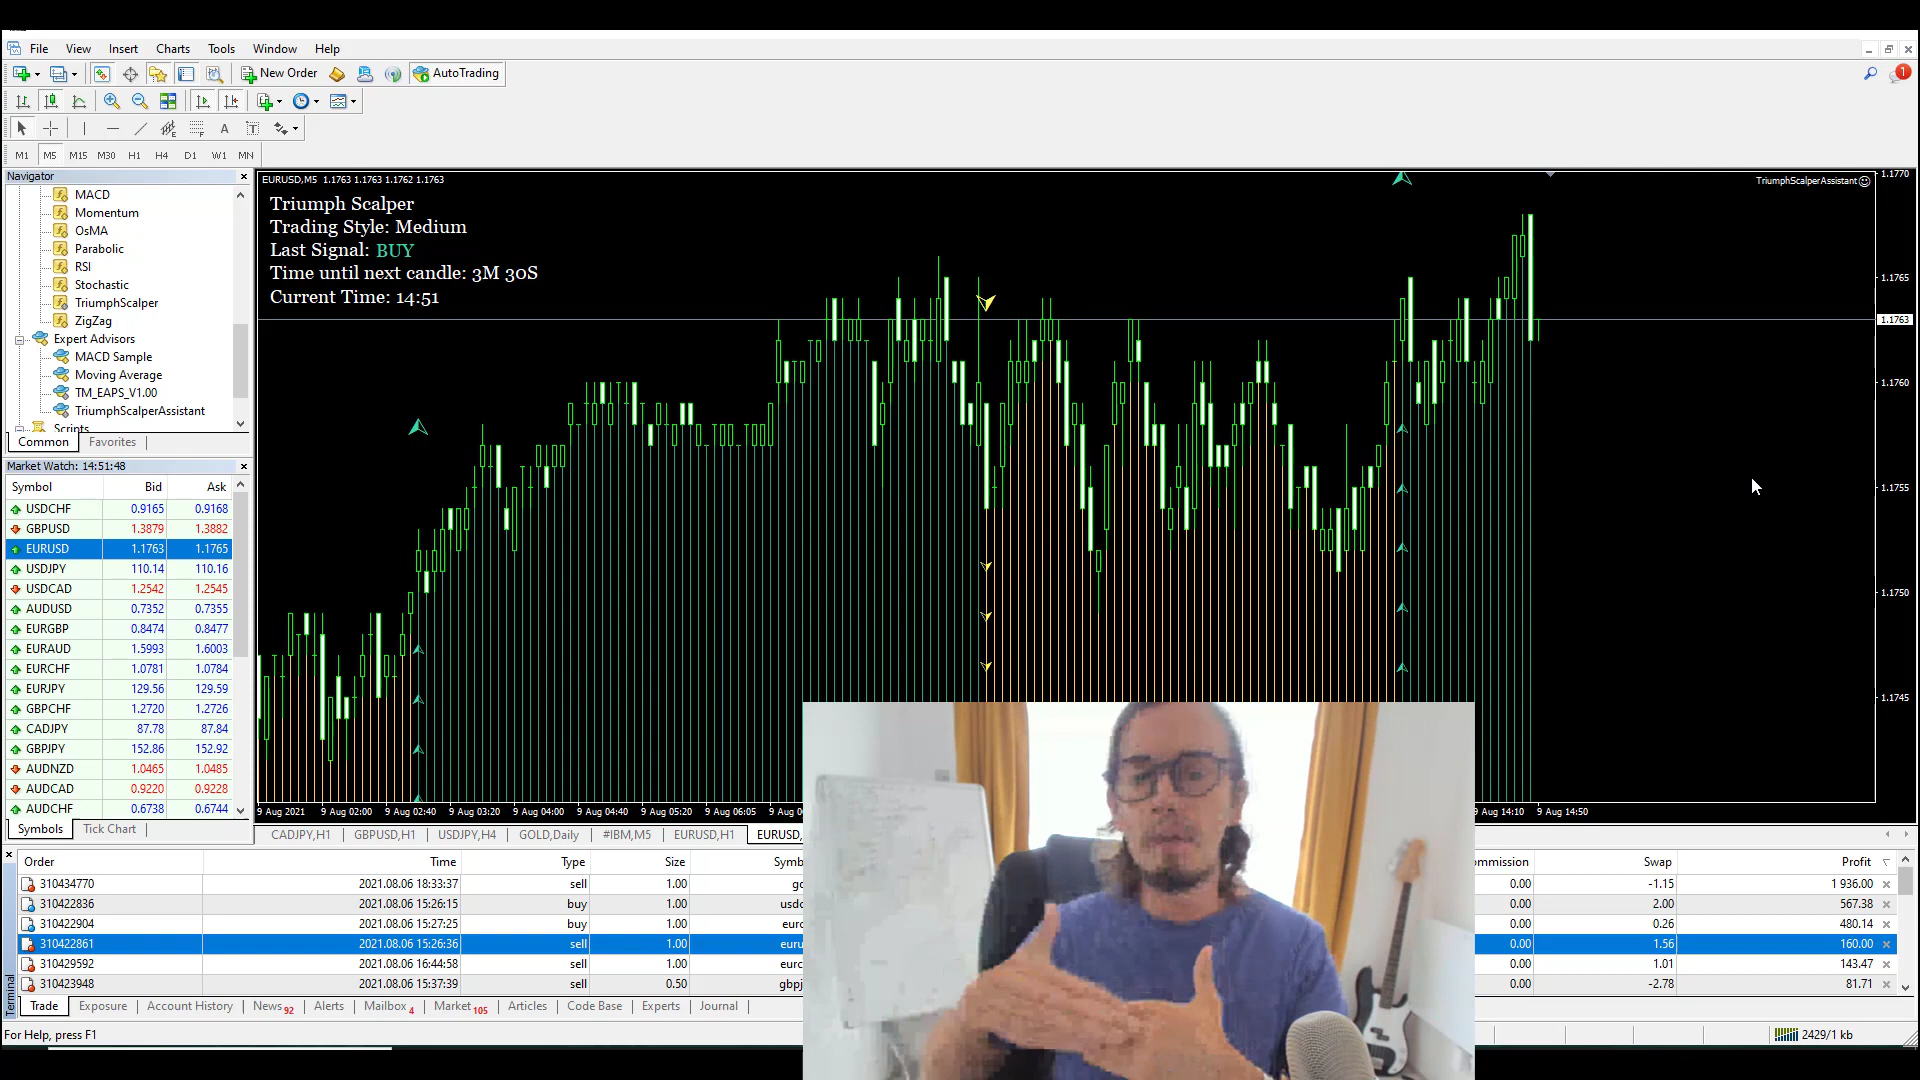 File View Insert Charts Tools Window Help
New Order AutoTrading
1
A T
M1 M5 M15 M30 H1 H4 D1 W1 MN
Navigator
MACD
Momentum
OsMA
Parabolic
RSI
Stochastic
TriumphScalper
ZigZag
Expert Advisors
MACD Sample
Moving Average
TM_EAPS_V1.00
TriumphScalperAssistant
Scripts
Common Favorites
EURUSD,M5 1.1763 1.1763 1.1762 1.1763
TriumphScalperAssistant
Triumph Scalper
Trading Style: Medium
Last Signal: BUY
Time until next candle: 3M 30S
Current Time: 14:51
1.1770
1.1765
1.1763
1.1760
1.1755
1.1750
1.1745
Market Watch: 14:51:48
Symbol Bid Ask
USDCHF 0.9165 0.9168
GBPUSD 1.3879 1.3882
EURUSD 1.1763 1.1765
USDJPY 110.14 110.16
USDCAD 1.2542 1.2545
AUDUSD 0.7352 0.7355
EURGBP 0.8474 0.8477
EURAUD 1.5993 1.6003
EURCHF 1.0781 1.0784
EURJPY 129.56 129.59
GBPCHF 1.2720 1.2726
CADJPY 87.78 87.84
GBPJPY 152.86 152.92
AUDNZD 1.0465 1.0485
AUDCAD 0.9220 0.9228
AUDCHF 0.6738 0.6744
Symbols Tick Chart
9 Aug 2021 9 Aug 02:00 9 Aug 02:40 9 Aug 03:20 9 Aug 04:00 9 Aug 04:40 9 Aug 05:20 9 Aug 06:05 9 Aug 0 9 Aug 14:10 9 Aug 14:50
CADJPY,H1 GBPUSD,H1 USDJPY,H4 GOLD,Daily #IBM,M5 EURUSD,H1 EURUSD,
Order Time Type Size Symb ommission Swap Profit
310434770 2021.08.06 18:33:37 sell 1.00 go 0.00 -1.15 1 936.00
310422836 2021.08.06 15:26:15 buy 1.00 usdc 0.00 2.00 567.38
310422904 2021.08.06 15:27:25 buy 1.00 eurc 0.00 0.26 480.14
310422861 2021.08.06 15:26:36 sell 1.00 euru 0.00 1.56 160.00
310429592 2021.08.06 16:44:58 sell 1.00 eurc 0.00 1.01 143.47
310423948 2021.08.06 15:37:39 sell 0.50 gbpj 0.00 -2.78 81.71
Terminal
Trade Exposure Account History News 92 Alerts Mailbox 4 Market 105 Articles Code Base Experts Journal
For Help, press F1
2429/1 kb